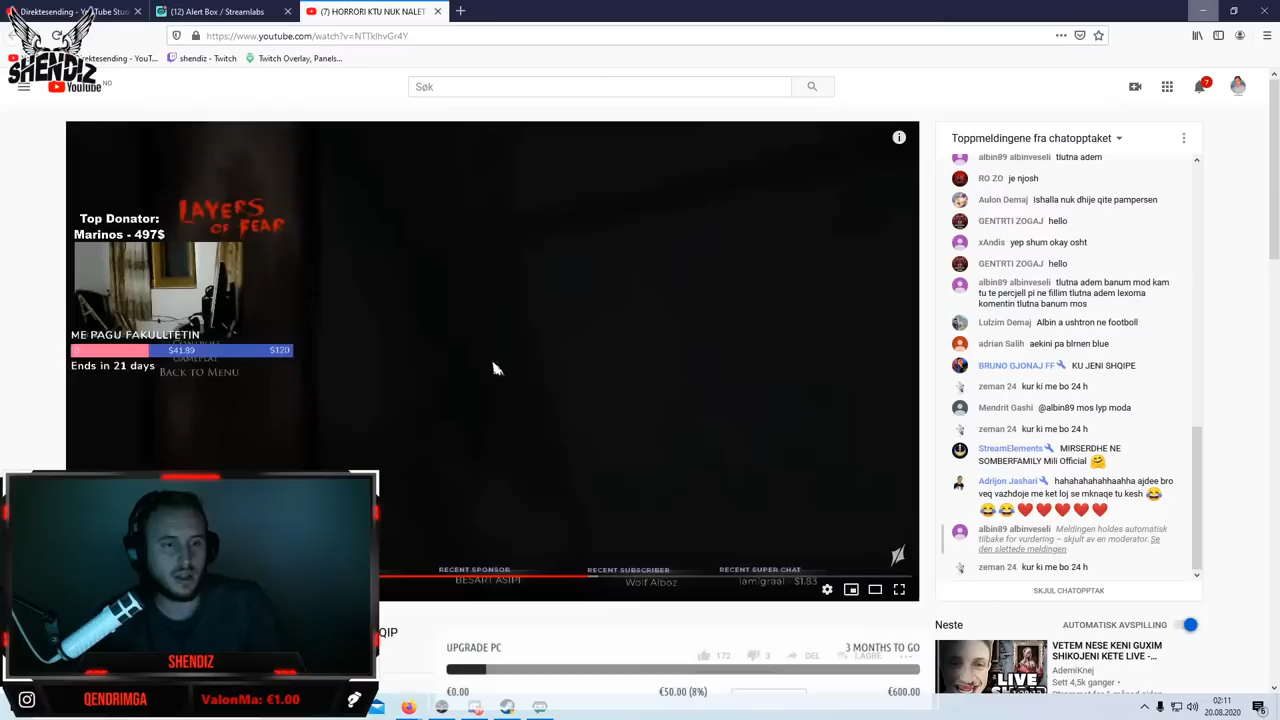 Direktesending - YouTube Stu
(12) Alert Box / Streamlabs
(7) HORRORI KTU NUK NALET
https://www.youtube.com/watch?v=NTTklhvGr4Y
rektesending - YouT...
shendiz - Twitch
Twitch Overlay, Panels...
SHENDIZ
YouTube
NO
Søk
7
Toppmeldingene fra chatopptaket
albin89 albinveseli tlutna adem
RO ZO je njosh
Aulon Demaj Ishalla nuk dhije qite pampersen
GENTRTI ZOGAJ hello
xAndis yep shum okay osht
GENTRTI ZOGAJ hello
albin89 albinveseli tlutna adem banum mod kam
tu te percjell pi ne fillim tlutna adem lexoma
komentin tlutna banum mos
Lulzim Demaj Albin a ushtron ne footboll
adrian Salih aekini pa blrnen blue
BRUNO GJONAJ FF KU JENI SHQIPE
zeman 24 kur ki me bo 24 h
Mendrit Gashi @albin89 mos lyp moda
zeman 24 kur ki me bo 24 h
StreamElements MIRSERDHE NE
SOMBERFAMILY Mili Official 🤗
Adrijon Jashari hahahahahahhaahha ajdee bro
veq vazhdoje me ket loj se mknaqe tu kesh 😂
😂😂❤️❤️❤️❤️❤️
albin89 albinveseli Meldingen holdes automatisk
tilbake for vurdering – skjult av en moderator. Se
den slettede meldingen
zeman 24 kur ki me bo 24 h
SKJUL CHATOPPTAK
Top Donator:
Marinos - 497$
LAYERS
OF FEAR
ME PAGU FAKULLTETIN
0 $41.89 $120
Ends in 21 days
CONTROLS
GAMEPLAY
BACK TO MENU
RECENT SPONSOR
BESART ASIPI
RECENT SUBSCRIBER
Wolf Alboz
RECENT SUPER CHAT
lamigraal $1.83
QIP
UPGRADE PC
3 MONTHS TO GO
172
3
DEL
LAGRE
€0.00
€50.00 (8%)
€600.00
SHENDIZ
QENDRIMGA
ValonMa: €1.00
Neste
AUTOMATISK AVSPILLING
VETEM NESE KENI GUXIM
SHIKOJENI KETE LIVE -...
AdemiKnej
Sett 4,5k ganger •
LIVE
02:11
20.08.2020
6